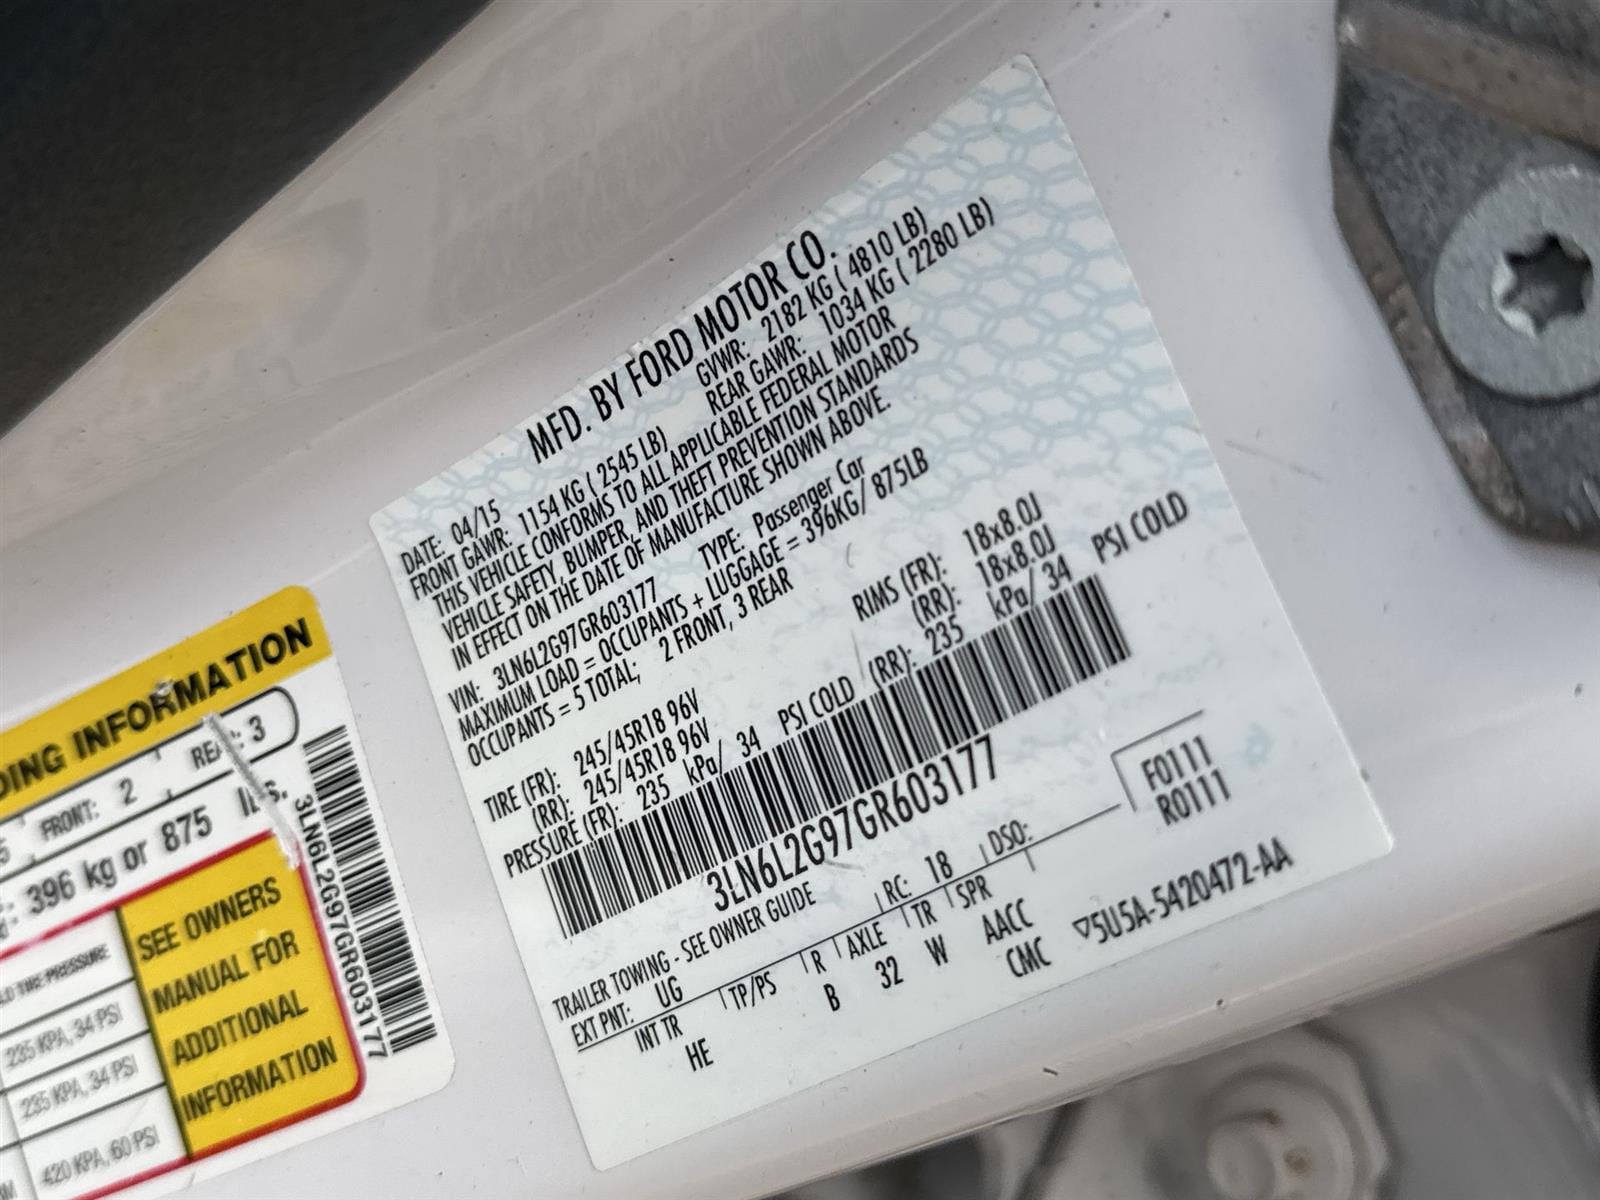 MFD. BY FORD MOTOR CO.
DATE: 04/15 GVWR: 2182 KG ( 4810 LB)
FRONT GAWR: 1154 KG ( 2545 LB) REAR GAWR: 1034 KG ( 2280 LB)
THIS VEHICLE CONFORMS TO ALL APPLICABLE FEDERAL MOTOR
VEHICLE SAFETY, BUMPER, AND THEFT PREVENTION STANDARDS
IN EFFECT ON THE DATE OF MANUFACTURE SHOWN ABOVE.
VIN: 3LN6L2G97GR603177 TYPE: Passenger Car
MAXIMUM LOAD = OCCUPANTS + LUGGAGE = 396KG/ 875LB
OCCUPANTS = 5 TOTAL; 2 FRONT, 3 REAR
TIRE (FR): 245/45R18 96V RIMS (FR): 18x8.0J
(RR): 245/45R18 96V (RR): 18x8.0J
PRESSURE (FR): 235 kPa/ 34 PSI COLD (RR): 235 kPa/ 34 PSI COLD
3LN6L2G97GR603177
TRAILER TOWING - SEE OWNER GUIDE
EXT PNT: UG RC: 18 DSO:
INT TR TP/PS R AXLE TR SPR
HE B 32 W AACC
CMC
F0111
R0111
▽5U5A-5420472-AA
DING INFORMATION
5 FRONT: 2 REAR: 3
396 kg or 875 lbs.
TIRE PRESSURE
235 KPA, 34 PSI
235 KPA, 34 PSI
420 KPA, 60 PSI
SEE OWNERS
MANUAL FOR
ADDITIONAL
INFORMATION
3LN6L2G97GR603177